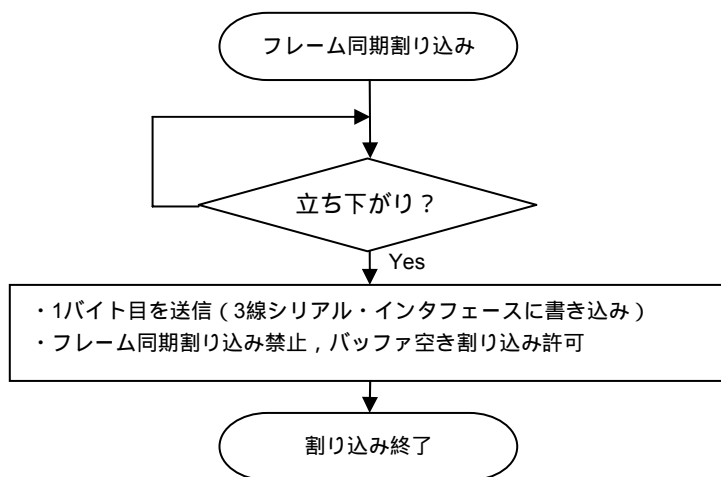 フレーム同期割り込み
立ち下がり？
Yes
・1バイト目を送信（3線シリアル・インタフェースに書き込み）
・フレーム同期割り込み禁止，バッファ空き割り込み許可
割り込み終了